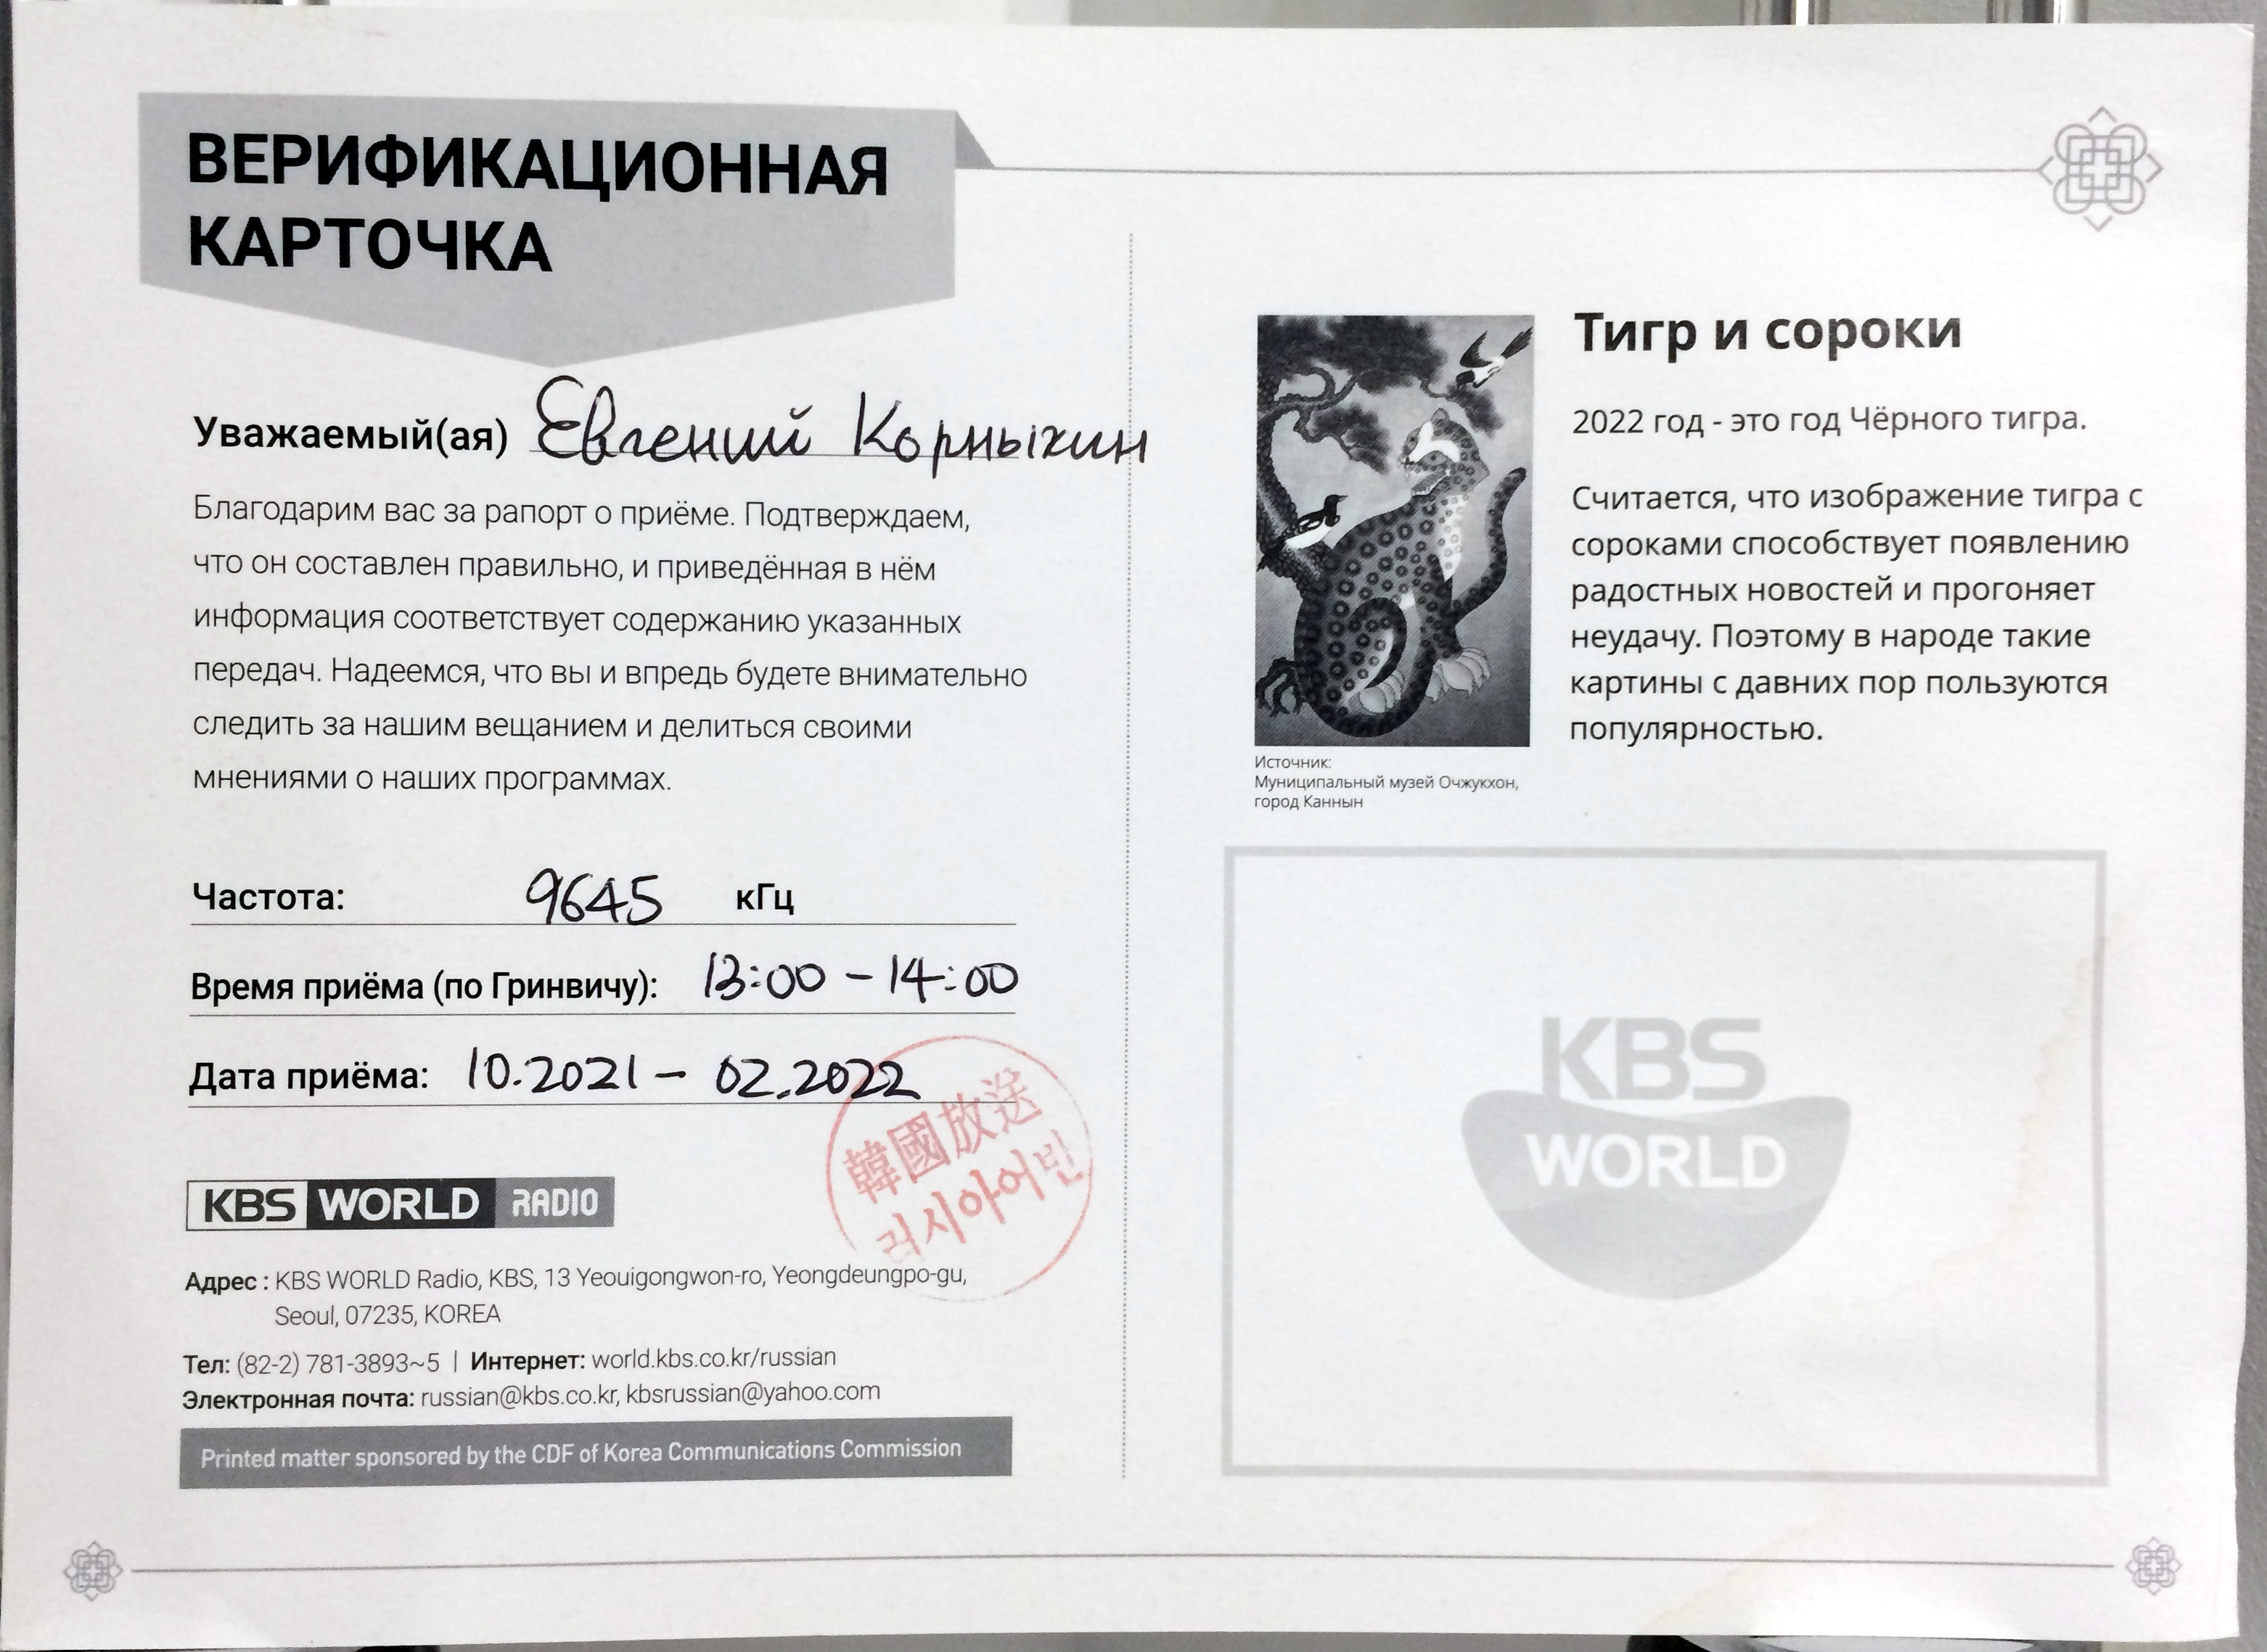 ВЕРИФИКАЦИОННАЯ
КАРТОЧКА
Уважаемый(ая) Евгений Корныхин
Благодарим вас за рапорт о приёме. Подтверждаем,
что он составлен правильно, и приведённая в нём
информация соответствует содержанию указанных
передач. Надеемся, что вы и впредь будете внимательно
следить за нашим вещанием и делиться своими
мнениями о наших программах.
Частота: 9645 кГц
Время приёма (по Гринвичу): 13:00 – 14:00
Дата приёма: 10.2021 – 02.2022
韓國放送
러시아어반
KBS WORLD RADIO
Адрес : KBS WORLD Radio, KBS, 13 Yeouigongwon-ro, Yeongdeungpo-gu,
Seoul, 07235, KOREA
Тел: (82-2) 781-3893~5 | Интернет: world.kbs.co.kr/russian
Электронная почта: russian@kbs.co.kr, kbsrussian@yahoo.com
Printed matter sponsored by the CDF of Korea Communications Commission
Тигр и сороки
2022 год - это год Чёрного тигра.
Считается, что изображение тигра с
сороками способствует появлению
радостных новостей и прогоняет
неудачу. Поэтому в народе такие
картины с давних пор пользуются
популярностью.
Источник:
Муниципальный музей Очжукхон,
город Каннын
KBS
WORLD